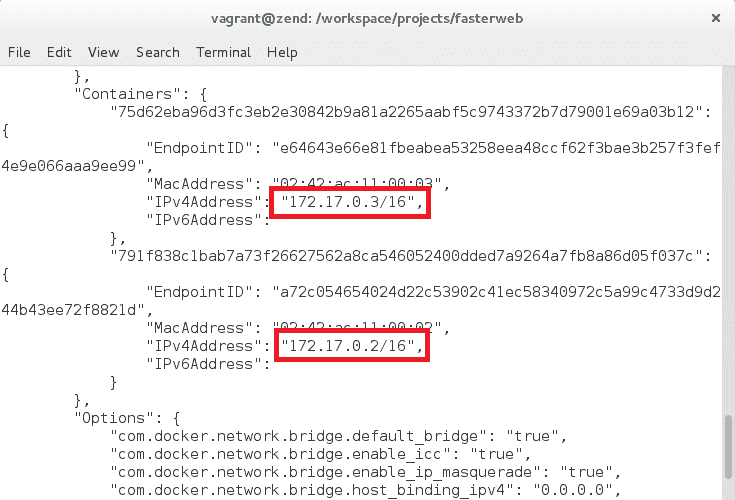 vagrant@zend: /workspace/projects/fasterweb ×
File Edit View Search Terminal Help
},
"Containers": {
"75d62eba96d3fc3eb2e30842b9a81a2265aabf5c9743372b7d79001e69a03b12":
{
"EndpointID": "e64643e66e81fbeabea53258eea48ccf62f3bae3b257f3fef
4e9e066aaa9ee99",
"MacAddress": "02:42:ac:11:00:03",
"IPv4Address": "172.17.0.3/16",
"IPv6Address":
},
"791f838c1bab7a73f26627562a8ca546052400dded7a9264a7fb8a86d05f037c":
{
"EndpointID": "a72c054654024d22c53902c41ec58340972c5a99c4733d9d2
44b43ee72f8821d",
"MacAddress": "02:42:ac:11:00:02",
"IPv4Address": "172.17.0.2/16",
"IPv6Address":
}
},
"Options": {
"com.docker.network.bridge.default_bridge": "true",
"com.docker.network.bridge.enable_icc": "true",
"com.docker.network.bridge.enable_ip_masquerade": "true",
"com.docker.network.bridge.host_binding_ipv4": "0.0.0.0",